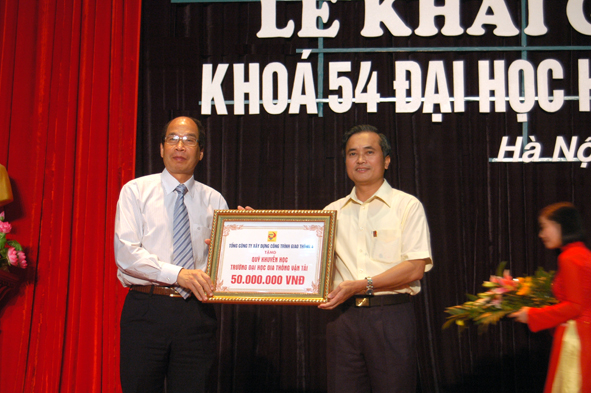 LỄ KHAI G
KHOÁ 54 ĐẠI HỌC H
Hà Nộ
TỔNG CÔNG TY XÂY DỰNG CÔNG TRÌNH GIAO THÔNG
TẶNG
QUỸ KHUYẾN HỌC
TRƯỜNG ĐẠI HỌC GIA THÔNG VẬN TẢI
50.000.000 VNĐ